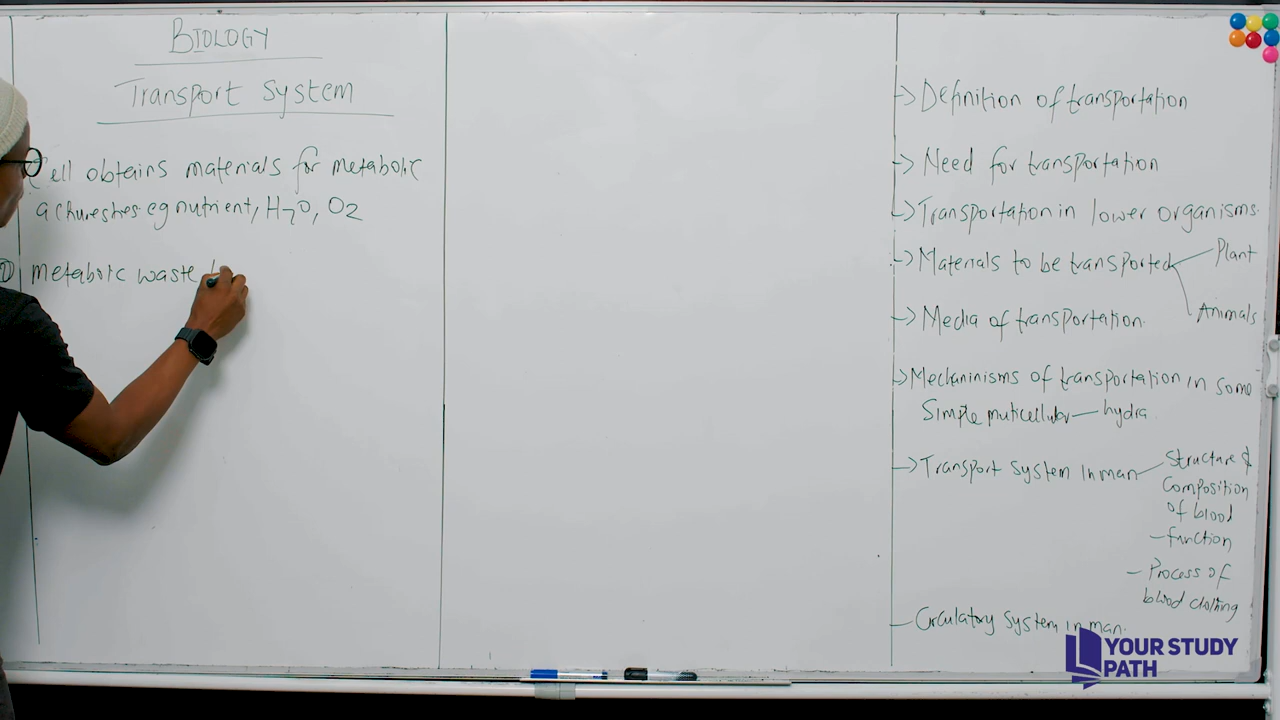 BIOLOGY
Transport System
Cell obtains materials for metabolic
eg nutrient, H2O, O2
② metabolic waste
-> Definition of transportation
-> Need for transportation
-> Transportation in lower organisms.
-> Materials to be transported
Plant
Animals
-> Media of transportation.
-> Mechaninisms of transportation in some
Simple muticellular — hydra.
-> Transport System in man
Structure &
Composition
of blood
- function
- Process of
blood clotting
- Circulatory System in man.
YOUR STUDY
PATH